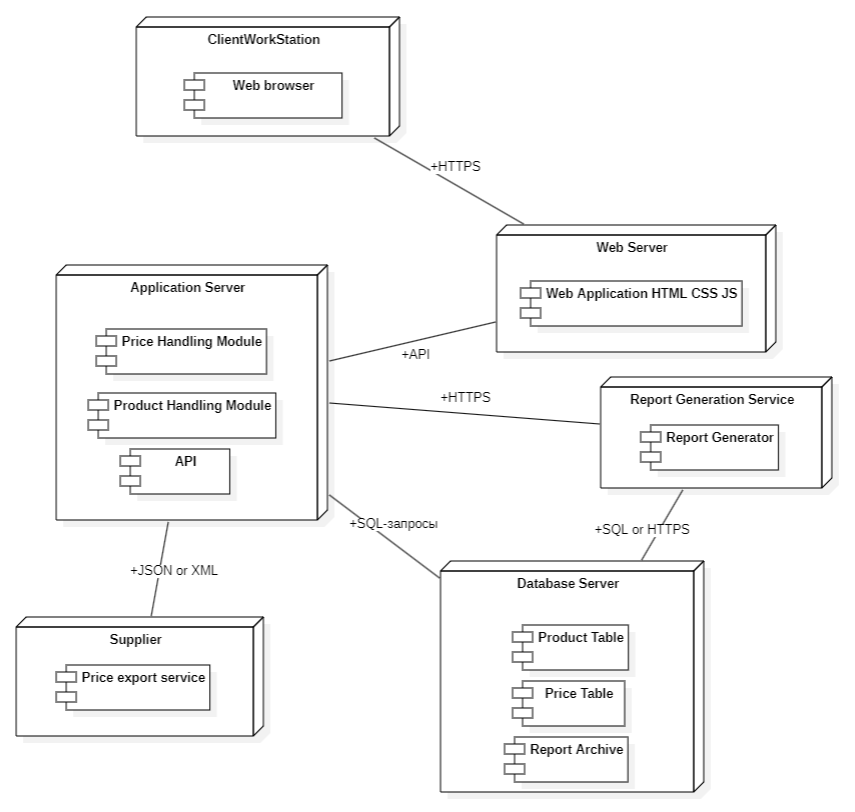 ClientWorkStation
Web browser
+HTTPS
Web Server
Web Application HTML CSS JS
Application Server
Price Handling Module
Product Handling Module
API
+API
+HTTPS
Report Generation Service
Report Generator
+SQL-запросы
+SQL or HTTPS
+JSON or XML
Database Server
Product Table
Price Table
Report Archive
Supplier
Price export service